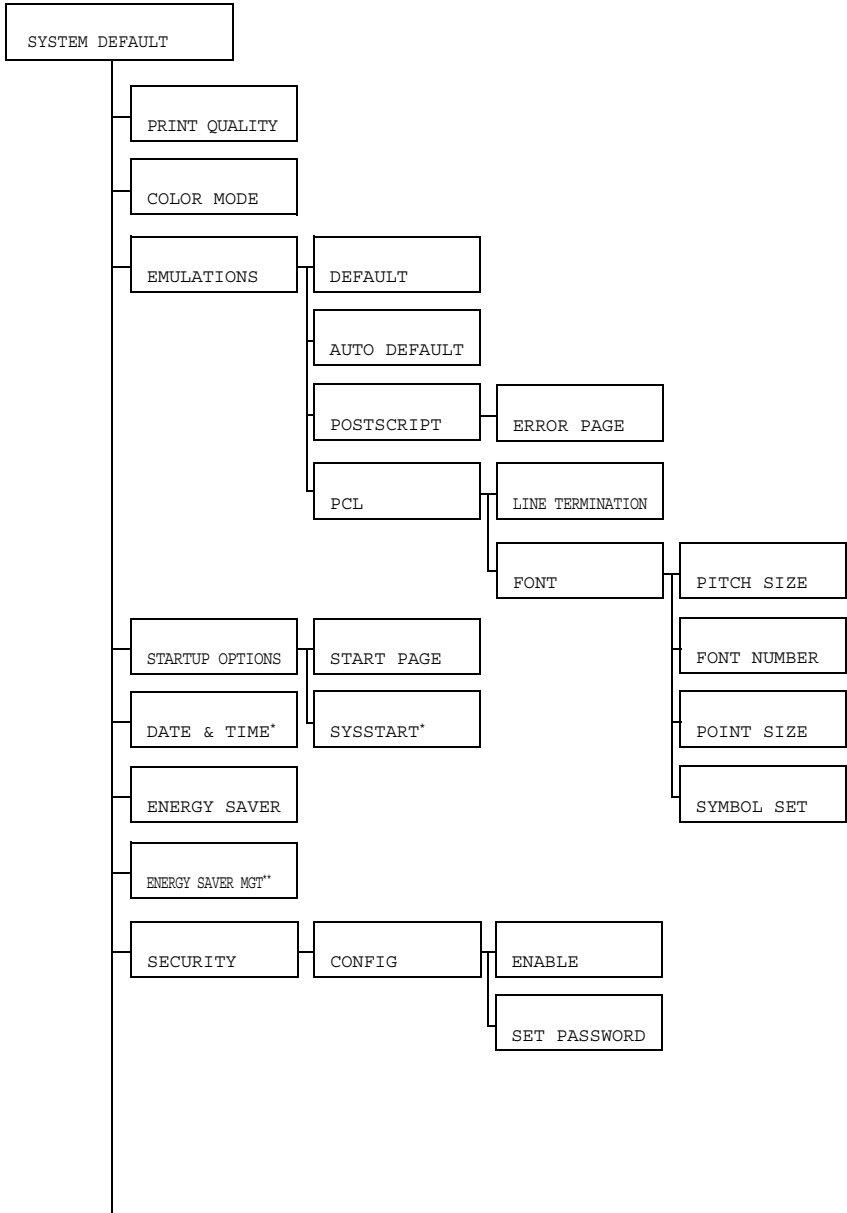 SYSTEM DEFAULT
PRINT QUALITY
COLOR MODE
EMULATIONS
DEFAULT
AUTO DEFAULT
POSTSCRIPT
ERROR PAGE
PCL
LINE TERMINATION
FONT
PITCH SIZE
STARTUP OPTIONS
START PAGE
FONT NUMBER
DATE & TIME*
SYSSTART*
POINT SIZE
ENERGY SAVER
SYMBOL SET
ENERGY SAVER MGT**
SECURITY
CONFIG
ENABLE
SET PASSWORD